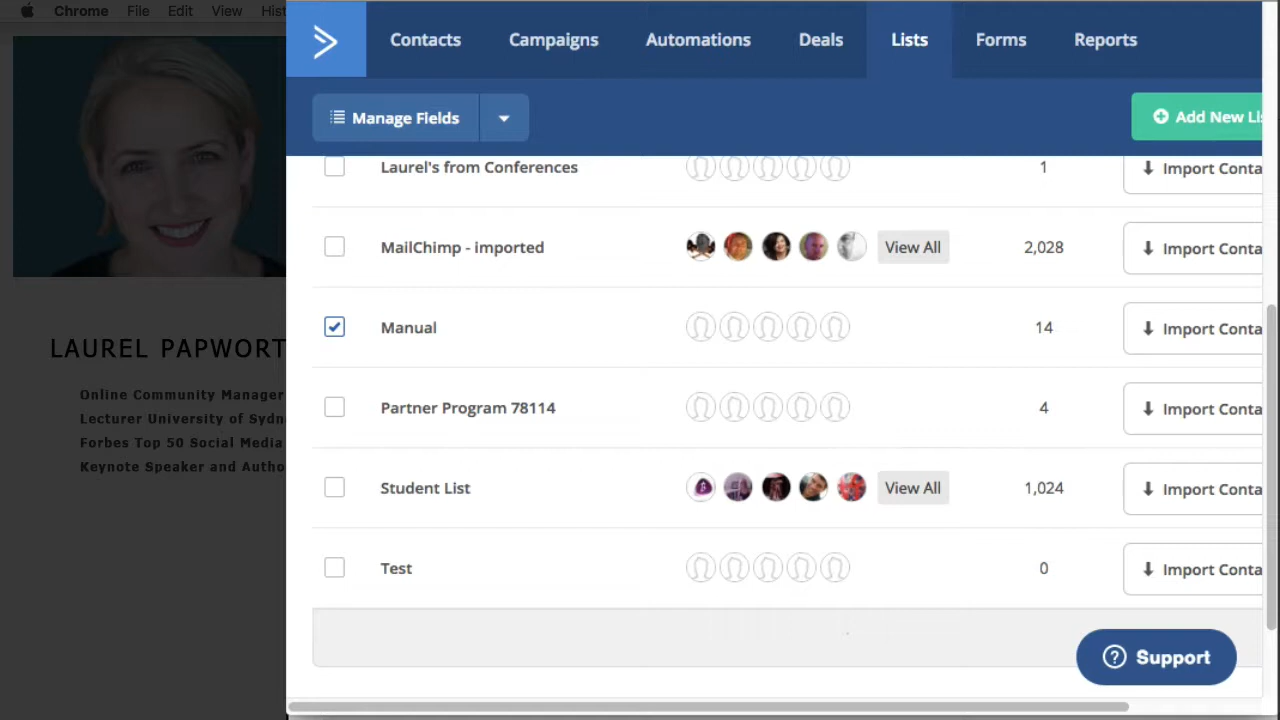 Chrome File Edit View
LAUREL PAPWORT
Online Community Manager
Lecturer University of Sydn
Forbes Top 50 Social Media
Keynote Speaker and Autho
Contacts Campaigns Automations Deals Lists Forms Reports
Manage Fields
Add New Li
Laurel's from Conferences 1 Import Conta
MailChimp - imported View All 2,028 Import Conta
Manual 14 Import Conta
Partner Program 78114 4 Import Conta
Student List View All 1,024 Import Conta
Test 0 Import Conta
? Support